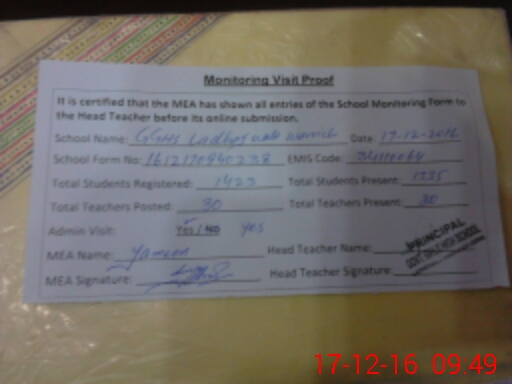 Monitoring Visit Proof
It is certified that the MEA has shown all entries of the School Monitoring Form to
the Head Teacher before its online submission.
School Name: GGHS Date: 17-12-2016
School Form No: EMIS Code:
Total Students Registered: 1423 Total Students Present: 1335
Total Teachers Posted: 30 Total Teachers Present: 30
Admin Visit: Yes / No Yes
MEA Name: Head Teacher Name: PRINCIPAL
MEA Signature: Head Teacher Signature:
17-12-16 09:49